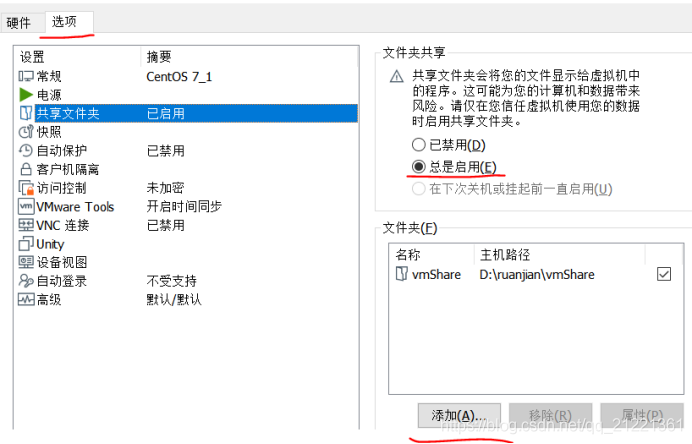 硬件 选项
设置 摘要
常规 CentOS 7_1
电源
共享文件夹 已启用
快照
自动保护 已禁用
客户机隔离
访问控制 未加密
VMware Tools 开启时间同步
VNC 连接 已禁用
Unity
设备视图
自动登录 不受支持
高级 默认/默认
文件夹共享
共享文件夹会将您的文件显示给虚拟机中
的程序。这可能为您的计算机和数据带来
风险。请仅在您信任虚拟机使用您的数据
时启用共享文件夹。
已禁用(D)
总是启用(E)
在下次关机或挂起前一直启用(U)
文件夹(F)
名称 主机路径
vmShare D:\ruanjian\vmShare
添加(A)... 移除(R) 属性(P)
https://blog.csdn.net/qq_21221361